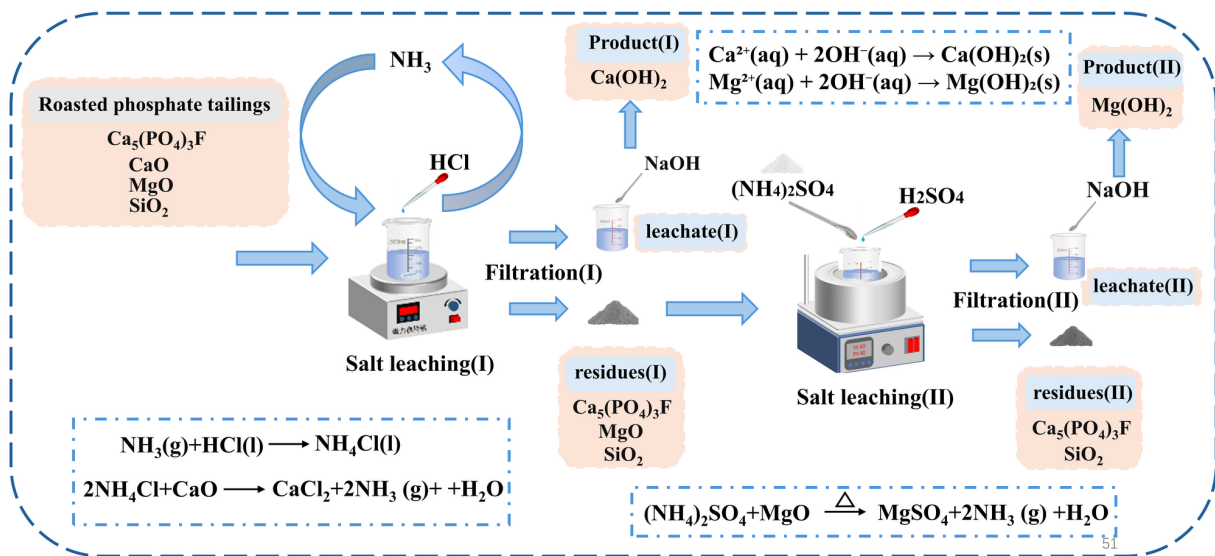 Roasted phosphate tailings
Ca₅(PO₄)₃F
CaO
MgO
SiO₂
NH₃
HCl
Salt leaching(I)
Filtration(I)
Product(I)
Ca(OH)₂
NaOH
leachate(I)
residues(I)
Ca₅(PO₄)₃F
MgO
SiO₂
Ca²⁺(aq) + 2OH⁻(aq) → Ca(OH)₂(s)
Mg²⁺(aq) + 2OH⁻(aq) → Mg(OH)₂(s)
(NH₄)₂SO₄
H₂SO₄
Salt leaching(II)
Filtration(II)
Product(II)
Mg(OH)₂
NaOH
leachate(II)
residues(II)
Ca₅(PO₄)₃F
SiO₂
NH₃(g)+HCl(l) ⟶ NH₄Cl(l)
2NH₄Cl+CaO ⟶ CaCl₂+2NH₃ (g)+ +H₂O
(NH₄)₂SO₄+MgO △⟶ MgSO₄+2NH₃ (g) +H₂O
51